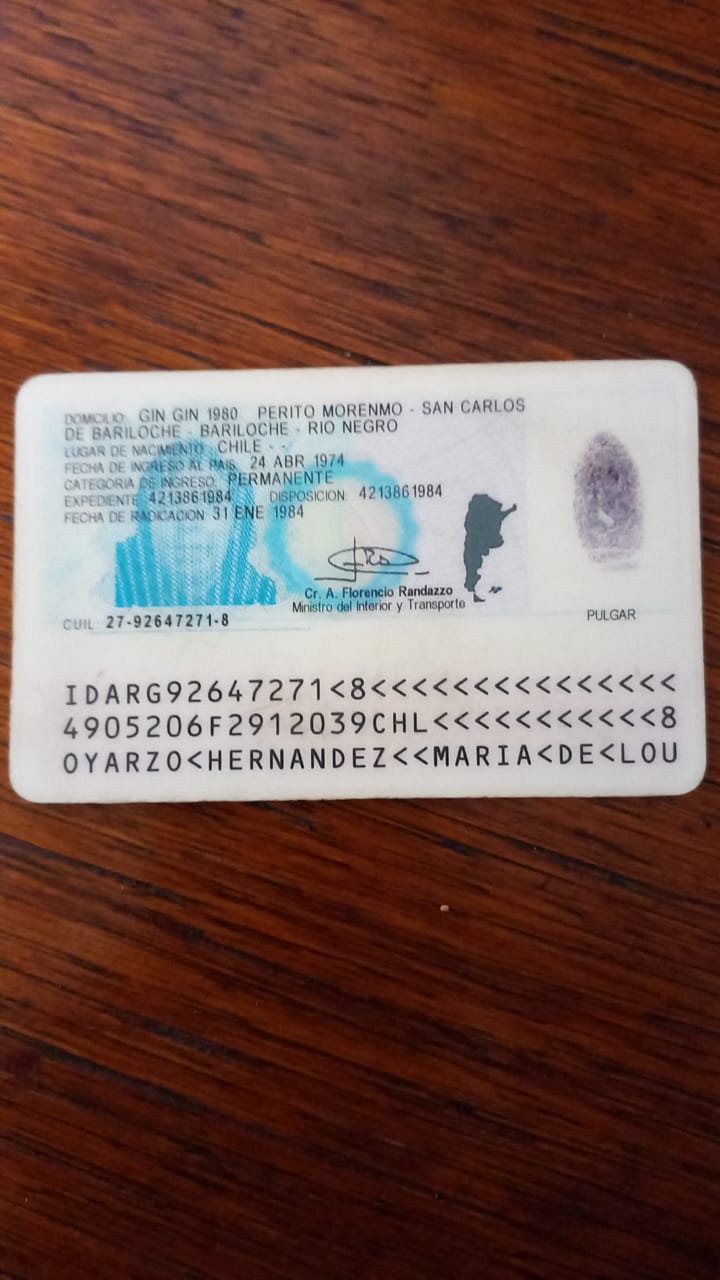 DOMICILIO: GIN GIN 1980 PERITO MORENMO - SAN CARLOS
DE BARILOCHE - BARILOCHE - RIO NEGRO
LUGAR DE NACIMIENTO: CHILE - -
FECHA DE INGRESO AL PAIS: 24 ABR 1974
CATEGORIA DE INGRESO: PERMANENTE
EXPEDIENTE: 4213861984 DISPOSICION: 4213861984
FECHA DE RADICACION: 31 ENE 1984
Cr. A. Florencio Randazzo
Ministro del Interior y Transporte
PULGAR
CUIL: 27-92647271-8
IDARG92647271<8<<<<<<<<<<<<<<<
4905206F2912039CHL<<<<<<<<<<<8
OYARZO<HERNANDEZ<<MARIA<DE<LOU